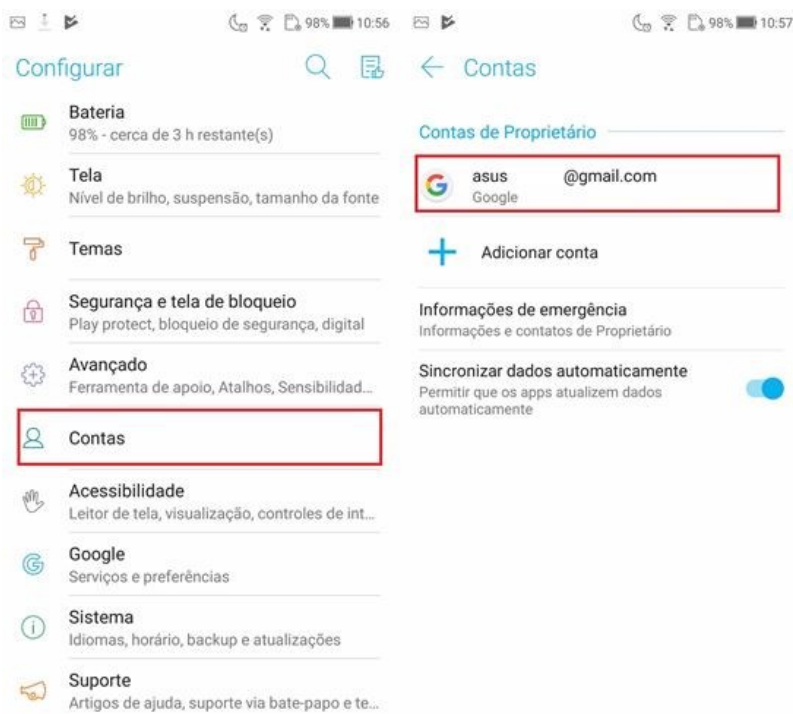 98% 10:56
Configurar
Bateria
98% - cerca de 3 h restante(s)
Tela
Nível de brilho, suspensão, tamanho da fonte
Temas
Segurança e tela de bloqueio
Play protect, bloqueio de segurança, digital
Avançado
Ferramenta de apoio, Atalhos, Sensibilidad...
Contas
Acessibilidade
Leitor de tela, visualização, controles de int...
Google
Serviços e preferências
Sistema
Idiomas, horário, backup e atualizações
Suporte
Artigos de ajuda, suporte via bate-papo e te...
98% 10:57
Contas
Contas de Proprietário
asus @gmail.com
Google
Adicionar conta
Informações de emergência
Informações e contatos de Proprietário
Sincronizar dados automaticamente
Permitir que os apps atualizem dados
automaticamente